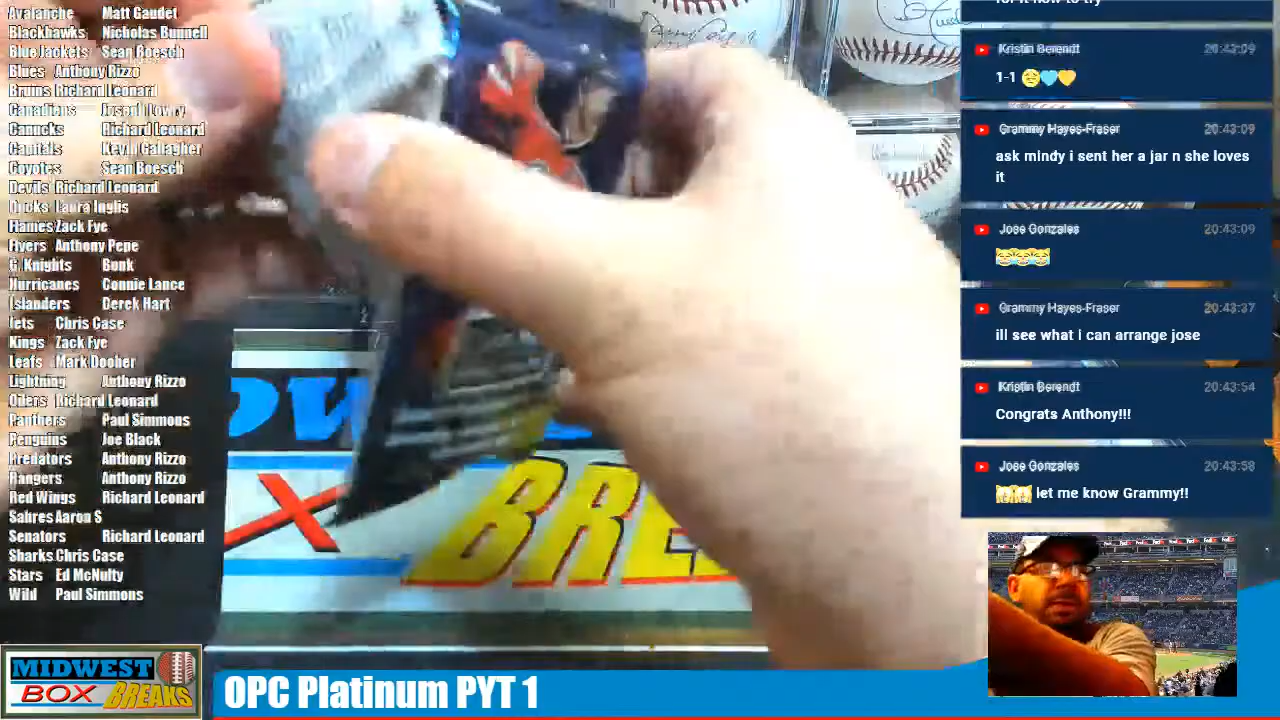 Avalanche Matt Gaudet
Blackhawks Nicholas Bunnell
Blue Jackets Sean Boesch
Blues Anthony Rizzo
Bruins Richard Leonard
Canadians Joseph Lowry
Canucks Richard Leonard
Capitals Kevin Gallagher
Coyotes Sean Boesch
Devils Richard Leonard
Ducks Laura Inglis
Flames Zack Fye
Flyers Anthony Pepe
G. Knights Bunk
Hurricanes Connie Lance
Islanders Derek Hart
Jets Chris Case
Kings Zack Fye
Leafs Mark Dooher
Lightning Anthony Rizzo
Oilers Richard Leonard
Panthers Paul Simmons
Penguins Joe Black
Predators Anthony Rizzo
Rangers Anthony Rizzo
Red Wings Richard Leonard
Sabres Aaron S
Senators Richard Leonard
Sharks Chris Case
Stars Ed McNulty
Wild Paul Simmons
MIDWEST
BOX BREAKS
OPC Platinum PYT 1
X BRE
Kristin Berendt 20:43:09
1-1 😔🩵💛
Grammy Hayes-Fraser 20:43:09
ask mindy i sent her a jar n she loves
it
Jose Gonzales 20:43:09
😂😂😂
Grammy Hayes-Fraser 20:43:37
ill see what i can arrange jose
Kristin Berendt 20:43:54
Congrats Anthony!!!
Jose Gonzales 20:43:58
let me know Grammy!!